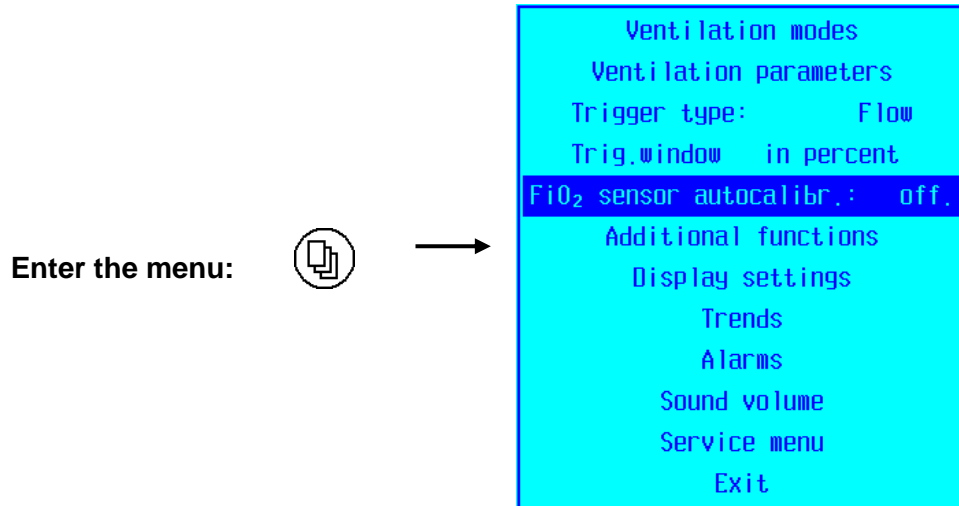 Enter the menu:
Ventilation modes
Ventilation parameters
Trigger type: Flow
Trig.window in percent
FiO₂ sensor autocalibr.: off.
Additional functions
Display settings
Trends
Alarms
Sound volume
Service menu
Exit